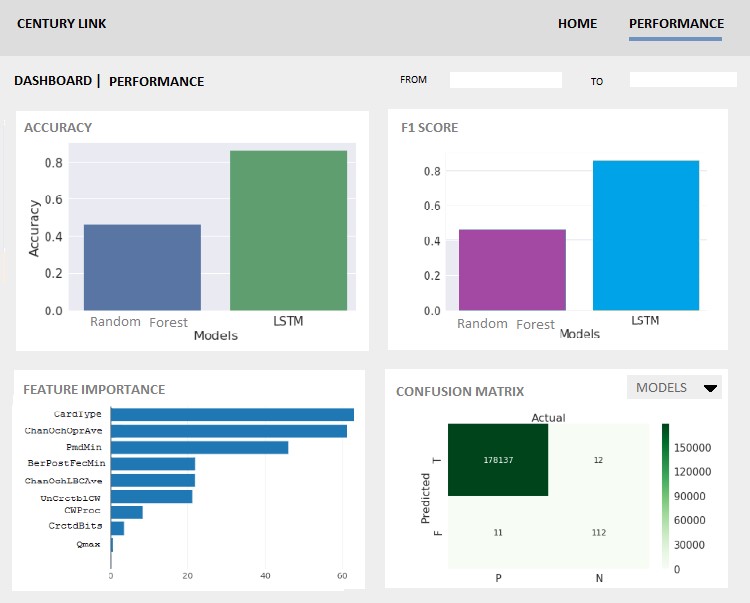 CENTURY LINK
HOME
PERFORMANCE
DASHBOARD | PERFORMANCE
FROM
TO
ACCURACY
Accuracy
0.8
0.6
0.4
0.2
0.0
Random Forest
LSTM
Models
F1 SCORE
0.8
0.6
0.4
0.2
0.0
Random Forest
LSTM
Models
FEATURE IMPORTANCE
CardType
ChanOchOprAve
PmdMin
BerPostFecMin
ChanOchLBCAve
UnCrctblCW
CWProc
CrctdBits
Qmax
0 20 40 60
CONFUSION MATRIX
MODELS
Actual
Predicted
T
178137 12
F
11 112
P N
150000
120000
90000
60000
30000
0